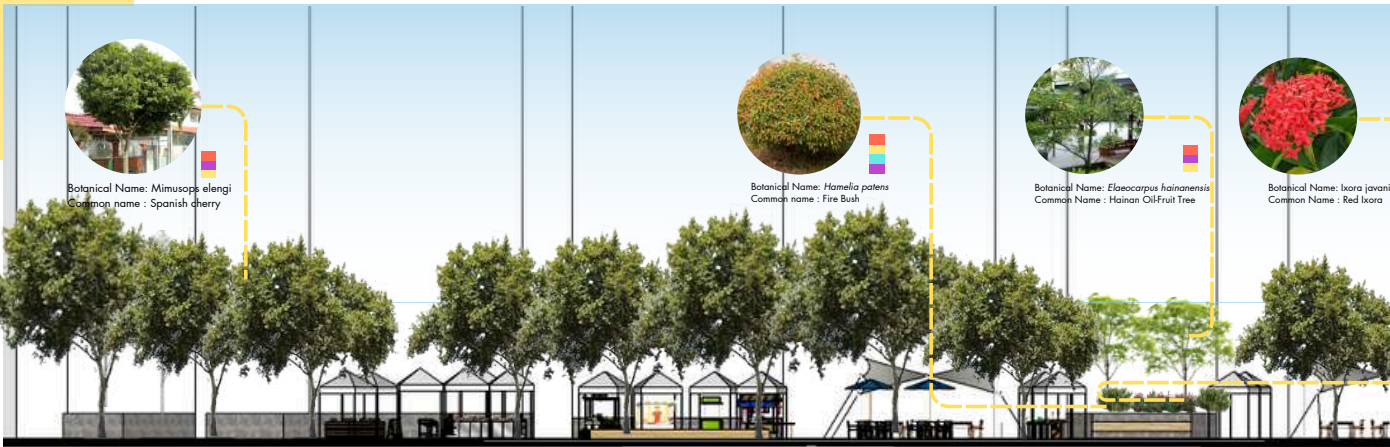 Botanical Name: Mimusops elengi
Common name : Spanish cherry
Botanical Name: Hamelia patens
Common name : Fire Bush
Botanical Name: Elaeocarpus hainanensis
Common Name : Hainan Oil-Fruit Tree
Botanical Name: Ixora javani
Common Name : Red Ixora